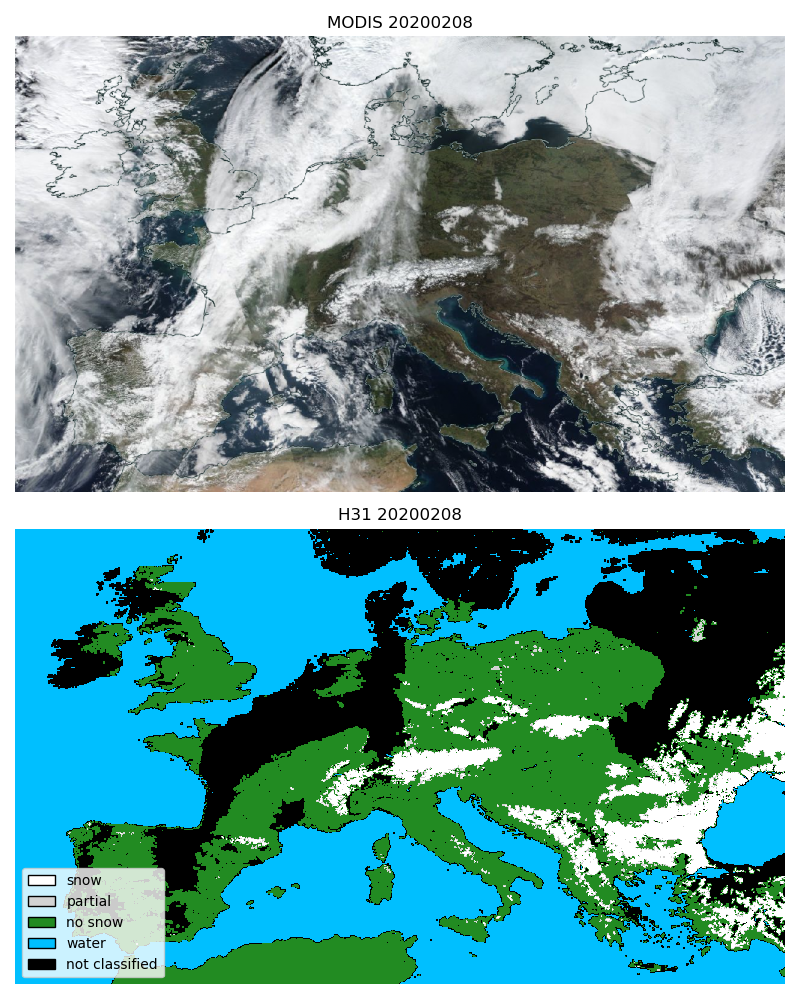 MODIS 20200208
H31 20200208
snow
partial
no snow
water
not classified